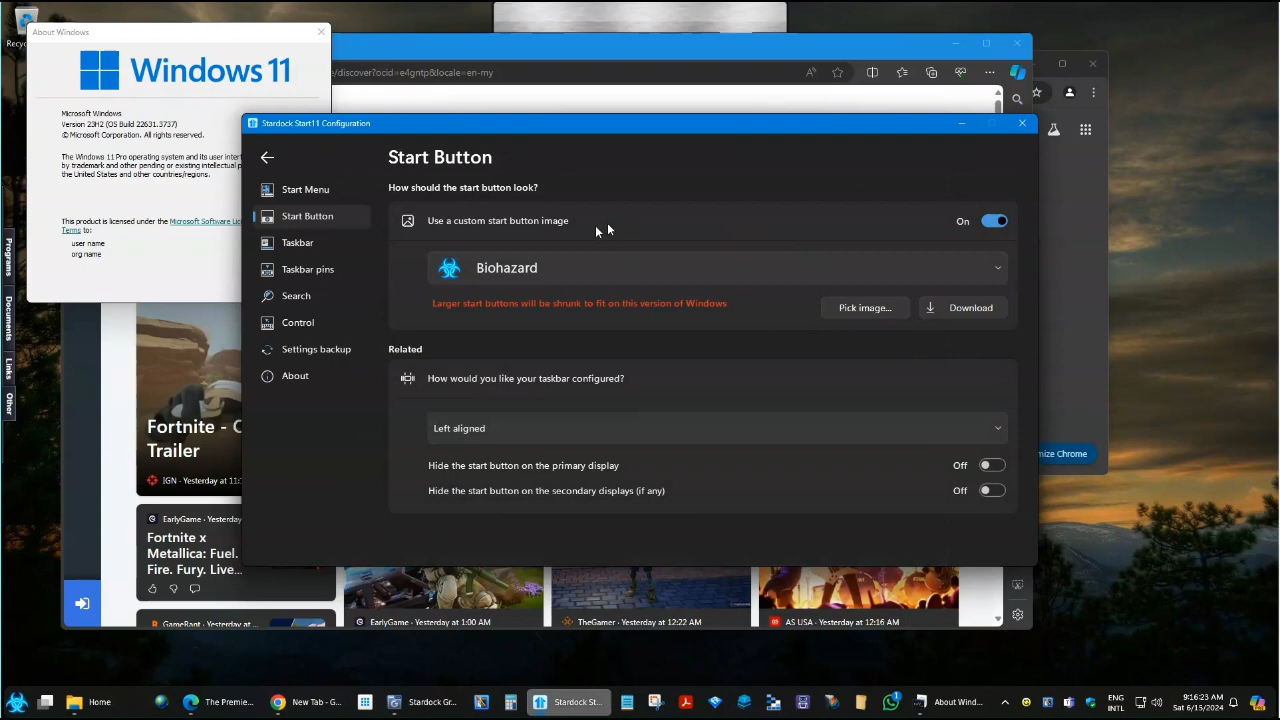 Recyc
About Windows
Windows 11
Microsoft Windows
Version 23H2 (OS Build 22631.3737)
© Microsoft Corporation. All rights reserved.
The Windows 11 Pro operating system and its user interf
by trademark and other pending or existing intellectual p
the United States and other countries/regions.
This product is licensed under the Microsoft Software Lic
Terms to:
user name
org name
/discover?ocid=e4gntp&locale=en-my
Programs
Documents
Links
Other
Stardock Start11 Configuration
Start Menu
Start Button
Taskbar
Taskbar pins
Search
Control
Settings backup
About
Start Button
How should the start button look?
Use a custom start button image
On
Biohazard
Larger start buttons will be shrunk to fit on this version of Windows
Pick image...
Download
Related
How would you like your taskbar configured?
Left aligned
Hide the start button on the primary display
Off
Hide the start button on the secondary displays (if any)
Off
mize Chrome
Fortnite - C
Trailer
IGN · Yesterday at 11:
EarlyGame · Yesterday
Fortnite x
Metallica: Fuel.
Fire. Fury. Live...
GameRant · Yesterday at ...
EarlyGame · Yesterday at 1:00 AM
TheGamer · Yesterday at 12:22 AM
AS USA · Yesterday at 12:16 AM
Home
The Premie...
New Tab - G...
Stardock Gr...
Stardock St...
About Wind...
ENG
INTL
9:16:23 AM
Sat 6/15/2024